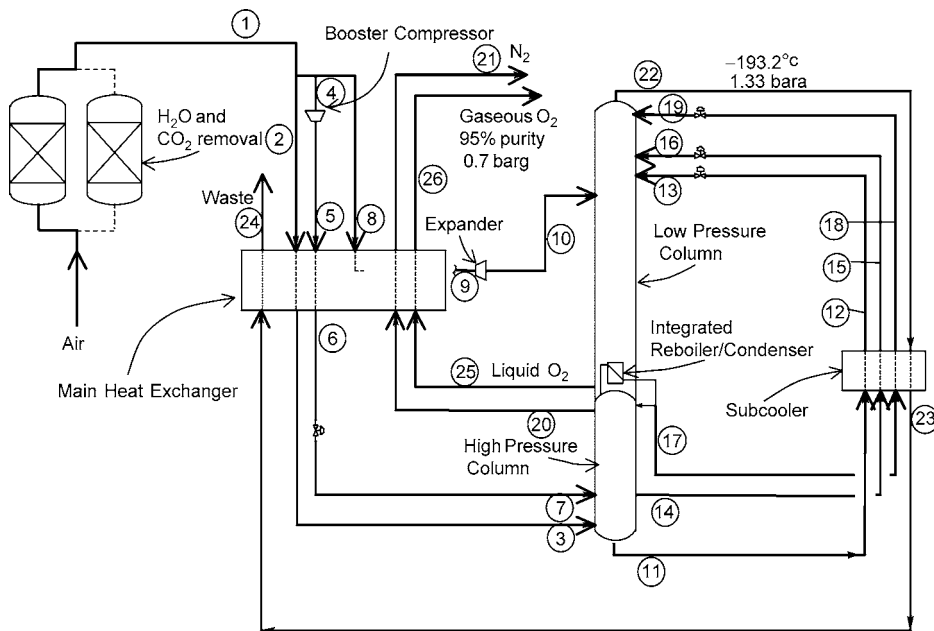 1
Booster Compressor
21
N₂
22
−193.2°c
1.33 bara
4
19
H₂O and
CO₂ removal
2
Gaseous O₂
95% purity
0.7 barg
16
13
26
Waste
24
5
8
Expander
10
18
Low Pressure
Column
15
9
12
6
Integrated
Reboiler/Condenser
Air
25
Liquid O₂
Main Heat Exchanger
Subcooler
20
23
17
High Pressure
Column
7
14
3
11